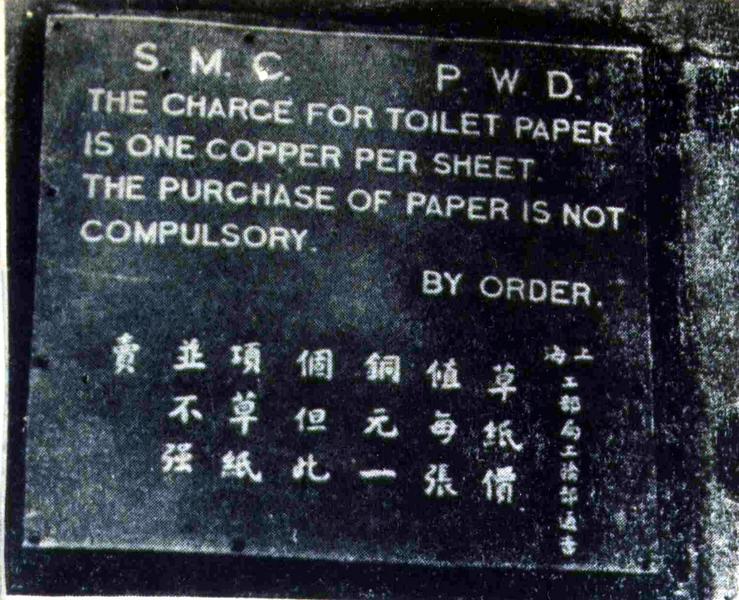 S. M. C. P. W. D.
THE CHARGE FOR TOILET PAPER
IS ONE COPPER PER SHEET.
THE PURCHASE OF PAPER IS NOT
COMPULSORY.
BY ORDER.
上海工部局工務部通告
草紙價
值每張
銅元一
個但此
項草紙
並不强
賣